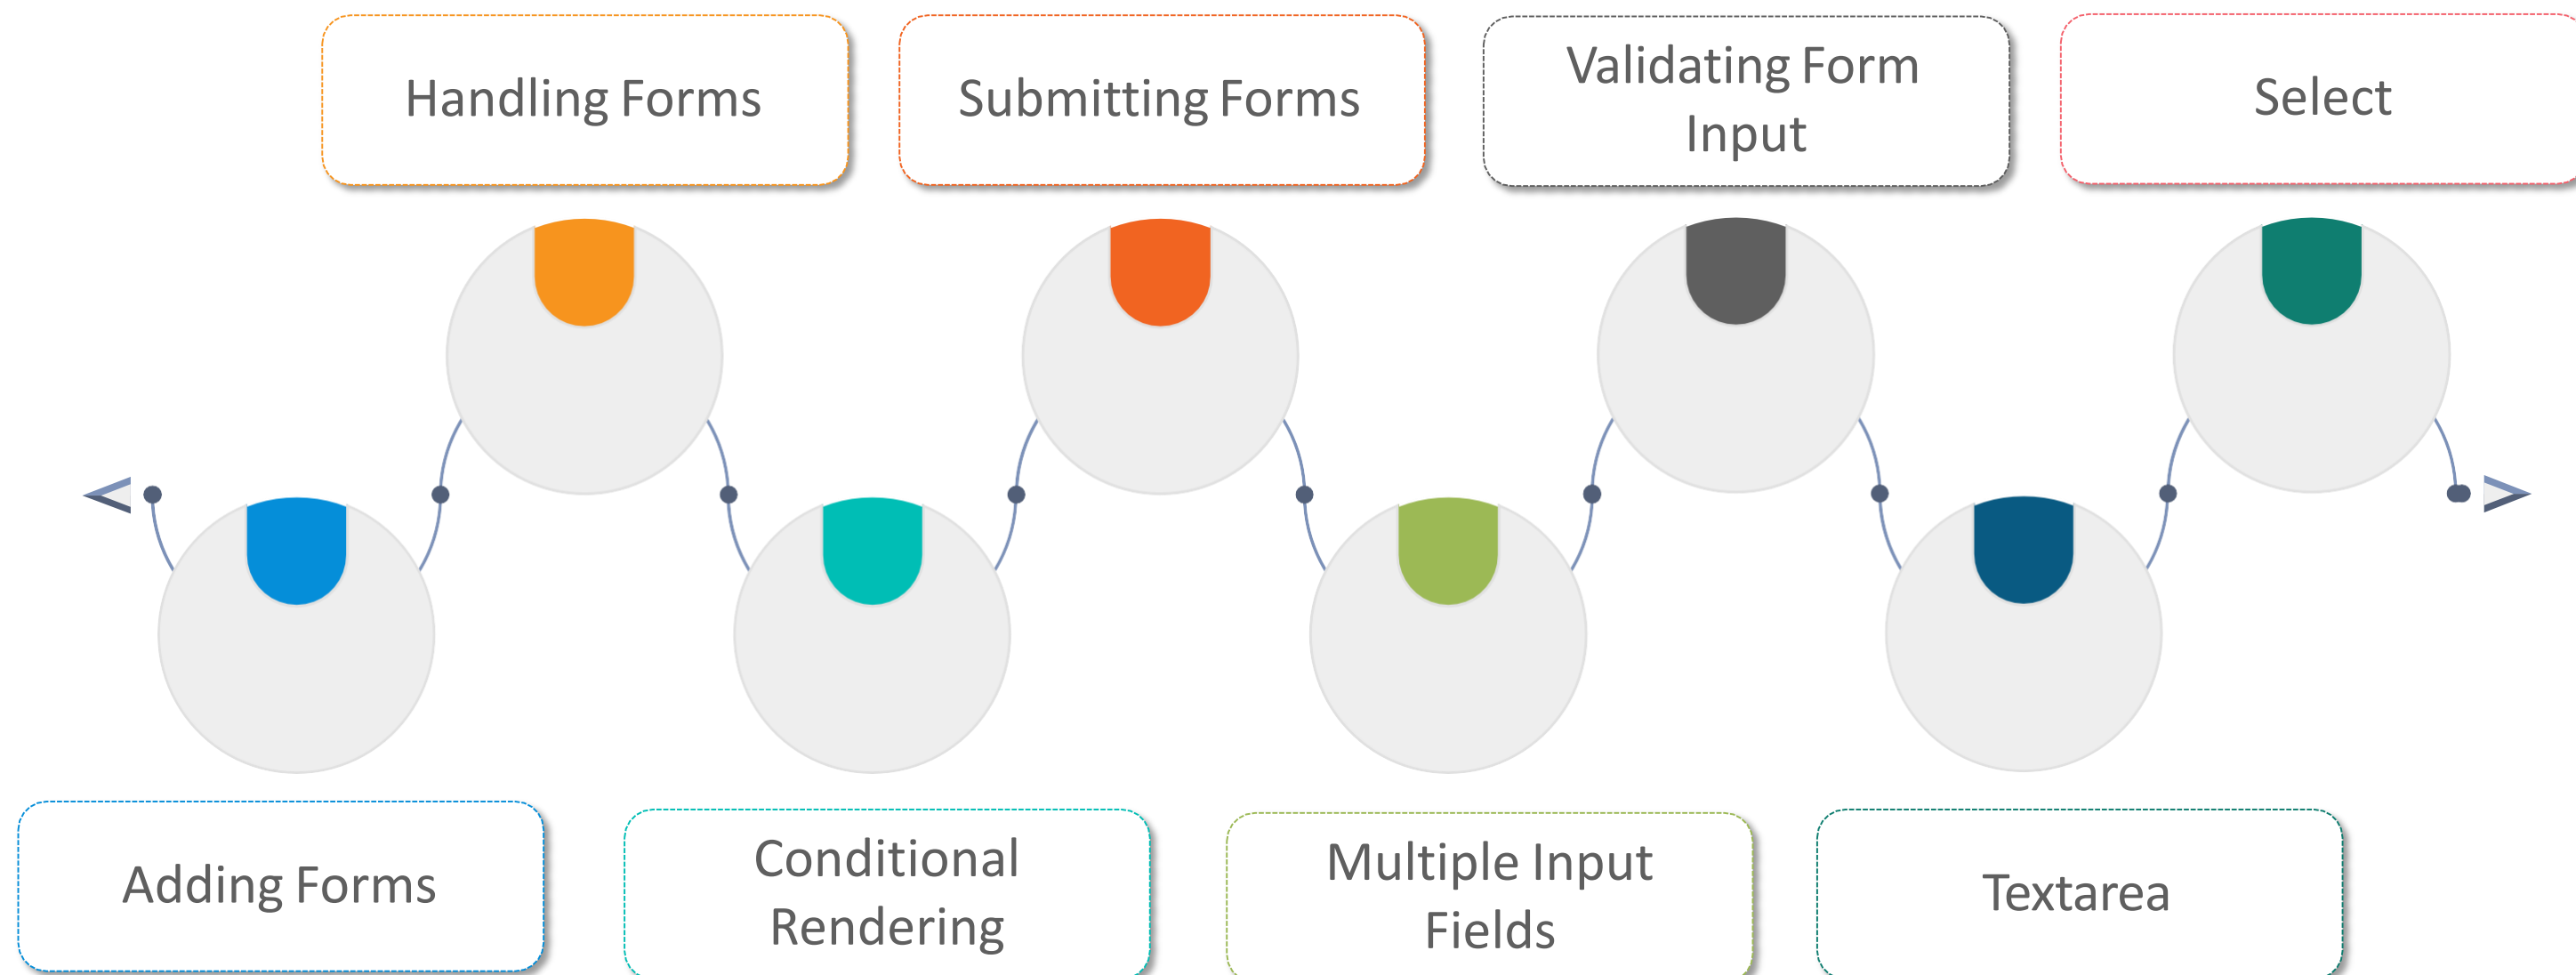 Handling Forms
Submitting Forms
Validating Form
Input
Select
Adding Forms
Conditional
Rendering
Multiple Input
Fields
Textarea